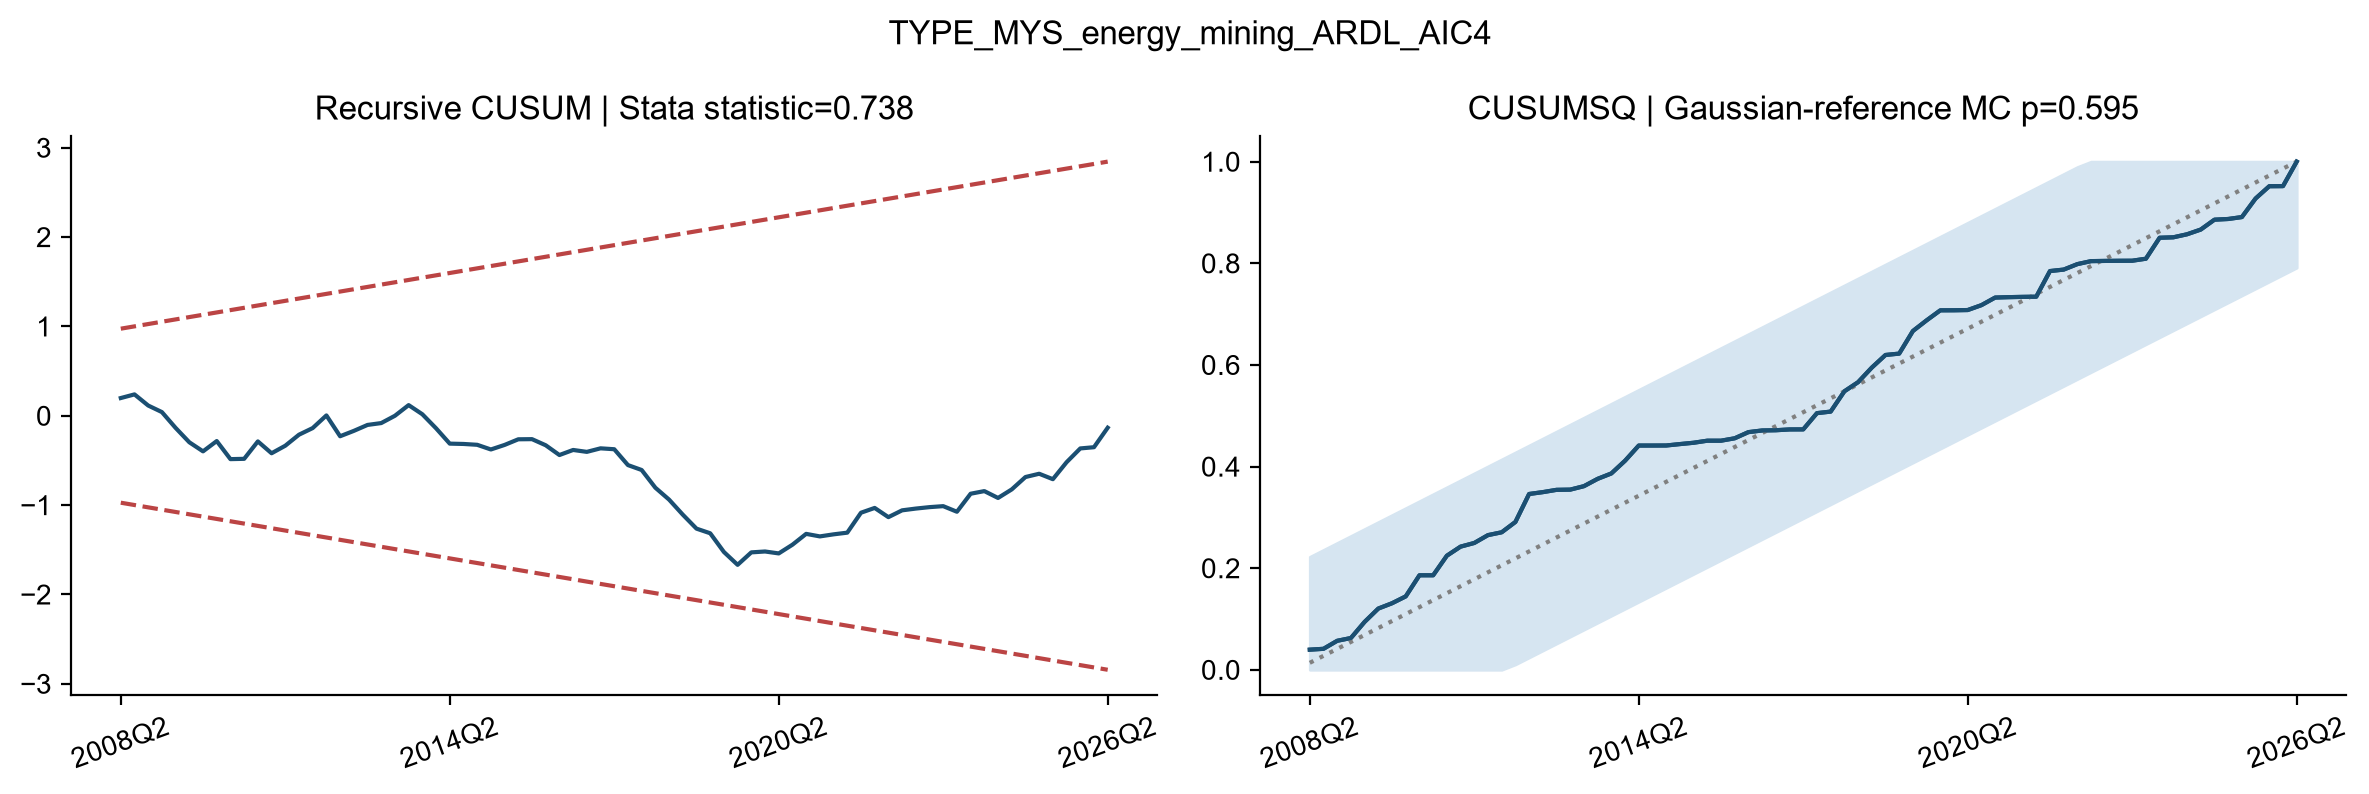 TYPE_MYS_energy_mining_ARDL_AIC4
Recursive CUSUM | Stata statistic=0.738
3
2
1
0
−1
−2
−3
2008Q2
2014Q2
2020Q2
2026Q2
CUSUMSQ | Gaussian-reference MC p=0.595
1.0
0.8
0.6
0.4
0.2
0.0
2008Q2
2014Q2
2020Q2
2026Q2